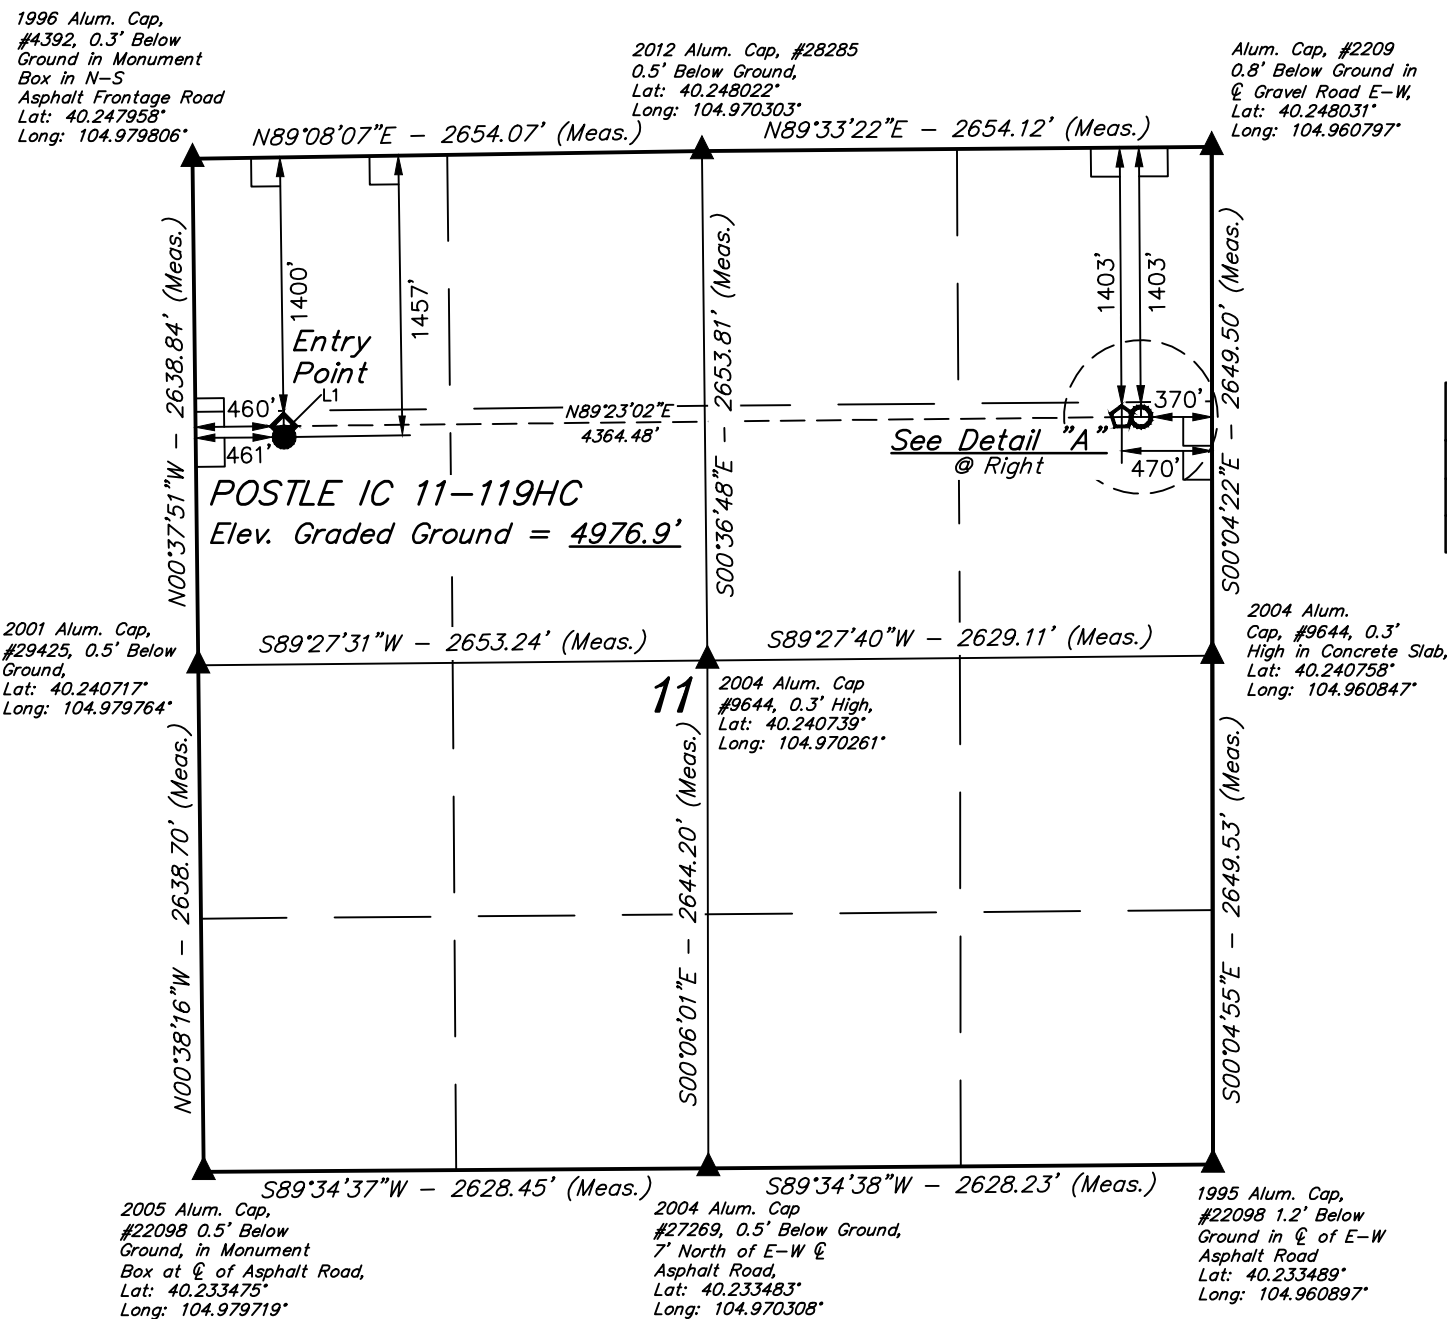 1996 Alum. Cap,
#4392, 0.3' Below
Ground in Monument
Box in N-S
Asphalt Frontage Road
Lat: 40.247958°
Long: 104.979806°
2012 Alum. Cap, #28285
0.5' Below Ground,
Lat: 40.248022°
Long: 104.970303°
Alum. Cap, #2209
0.8' Below Ground in
℄ Gravel Road E-W,
Lat: 40.248031°
Long: 104.960797°
N89°08'07"E - 2654.07' (Meas.)
N89°33'22"E - 2654.12' (Meas.)
N00°37'51"W - 2638.84' (Meas.)
1400'
1457'
S00°36'48"E - 2653.81' (Meas.)
1403'
1403'
S00°04'22"E - 2649.50' (Meas.)
Entry
Point
L1
460'
461'
N89°23'02"E
4364.48'
370'
See Detail "A"
@ Right
470'
POSTLE IC 11-119HC
Elev. Graded Ground = 4976.9'
2001 Alum. Cap,
#29425, 0.5' Below
Ground,
Lat: 40.240717°
Long: 104.979764°
S89°27'31"W - 2653.24' (Meas.)
S89°27'40"W - 2629.11' (Meas.)
2004 Alum.
Cap, #9644, 0.3'
High in Concrete Slab,
Lat: 40.240758°
Long: 104.960847°
11
2004 Alum. Cap
#9644, 0.3' High,
Lat: 40.240739°
Long: 104.970261°
N00°38'16"W - 2638.70' (Meas.)
S00°06'01"E - 2644.20' (Meas.)
S00°04'55"E - 2649.53' (Meas.)
S89°34'37"W - 2628.45' (Meas.)
S89°34'38"W - 2628.23' (Meas.)
2005 Alum. Cap,
#22098 0.5' Below
Ground, in Monument
Box at ℄ of Asphalt Road,
Lat: 40.233475°
Long: 104.979719°
2004 Alum. Cap
#27269, 0.5' Below Ground,
7' North of E-W ℄
Asphalt Road,
Lat: 40.233483°
Long: 104.970308°
1995 Alum. Cap,
#22098 1.2' Below
Ground in ℄ of E-W
Asphalt Road
Lat: 40.233489°
Long: 104.960897°